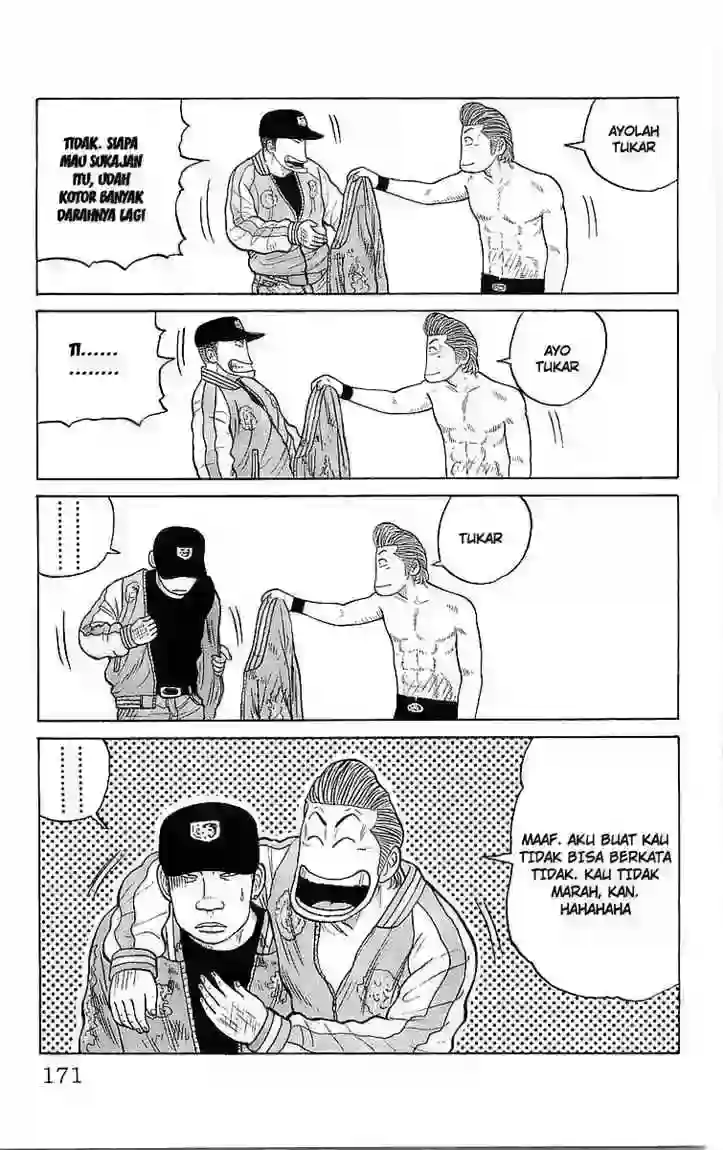 AYOLAH
TUKAR
TIDAK. SIAPA
MAU SUKAJAN
ITU, UDAH
KOTOR BANYAK
DARAHNYA LAGI
AYO
TUKAR
TI......
.........
TUKAR
......
......
MAAF. AKU BUAT KAU
TIDAK BISA BERKATA
TIDAK. KAU TIDAK
MARAH, KAN.
HAHAHAHA
......
......
171